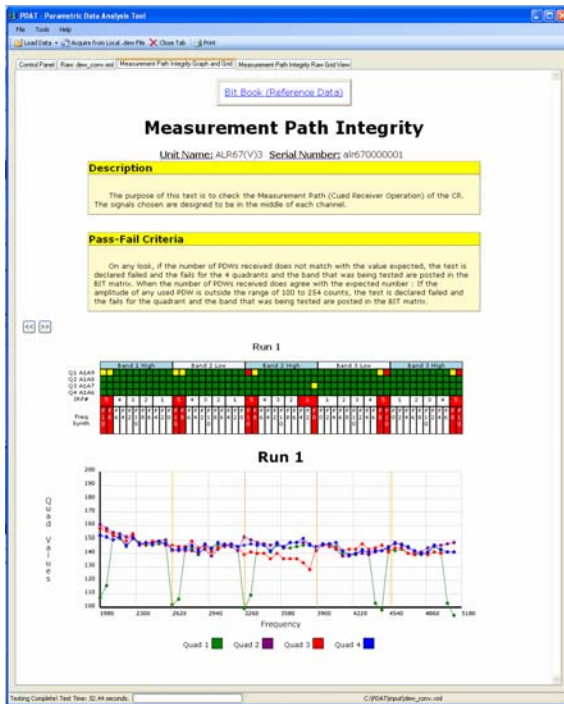 PDAT - Parametric Data Analysis Tool
File Tools Help
Load Data Acquire from Local .dew File Close Tab Print
Control Panel Raw: dew_conv.xml Measurement Path Integrity Graph and Grid Measurement Path Integrity Raw Grid View
Bit Book (Reference Data)
Measurement Path Integrity
Unit Name: ALR67(V)3 Serial Number: alr670000001
Description
The purpose of this test is to check the Measurement Path (Cued Receiver Operation) of the CR.
The signals chosen are designed to be in the middle of each channel.
Pass-Fail Criteria
On any look, if the number of PDWs received does not match with the value expected, the test is
declared failed and the fails for the 4 quadrants and the band that was being tested are posted in the
BIT matrix. When the number of PDWs received does agree with the expected number : If the
amplitude of any used PDW is outside the range of 100 to 254 counts, the test is declared failed and
the fails for the quadrant and the band that was being tested are posted in the BIT matrix.
<< >>
Run 1
Band 1 High Band 2 Low Band 2 High Band 3 Low Band 3 High
Q1 A1A9
Q2 A1A8
Q3 A1A7
Q4 A1A6
Freq
Synth
Run 1
200
190
180
170
160
150
140
130
120
110
100
Quad Values
1980 2300 2620 2940 3260 3580 3900 4220 4540 4860 5180
Frequency
Quad 1 Quad 2 Quad 3 Quad 4
Testing Complete! Test Time: 32.44 seconds. C:\PDAT\input\dew_conv.xml